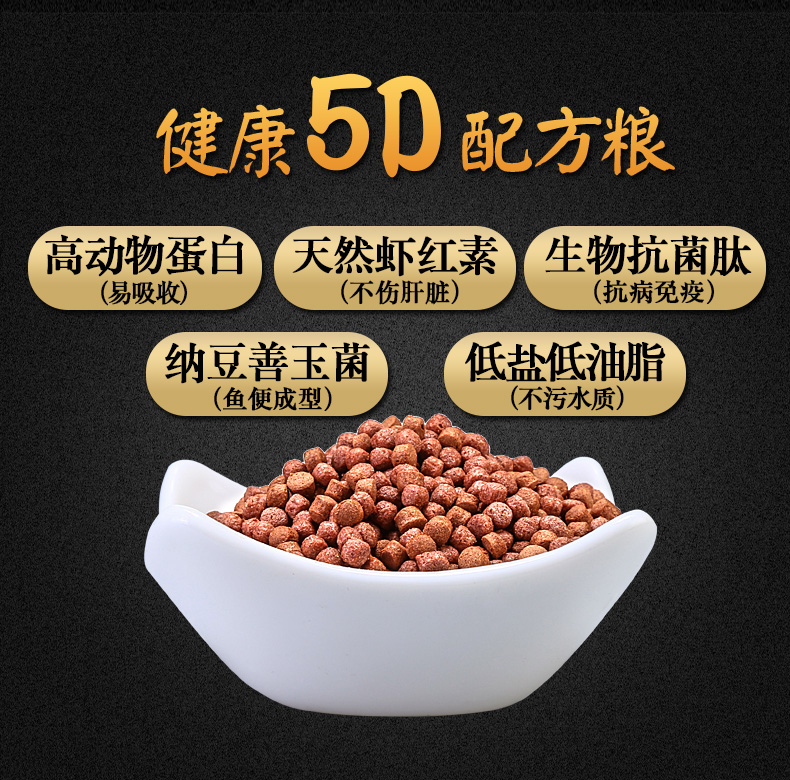 健康5D配方粮
高动物蛋白
(易吸收)
天然虾红素
(不伤肝脏)
生物抗菌肽
(抗病免疫)
纳豆善玉菌
(鱼便成型)
低盐低油脂
(不污水质)